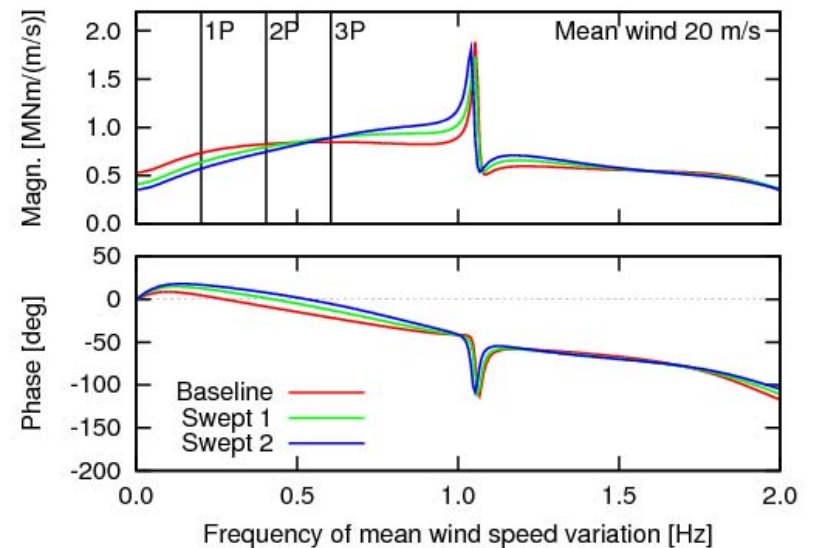 Magn. [MNm/(m/s)]
2.0
1.5
1.0
0.5
0.0
1P
2P
3P
Mean wind 20 m/s
Phase [deg]
50
0
-50
-100
-150
-200
Baseline
Swept 1
Swept 2
0.0
0.5
1.0
1.5
2.0
Frequency of mean wind speed variation [Hz]